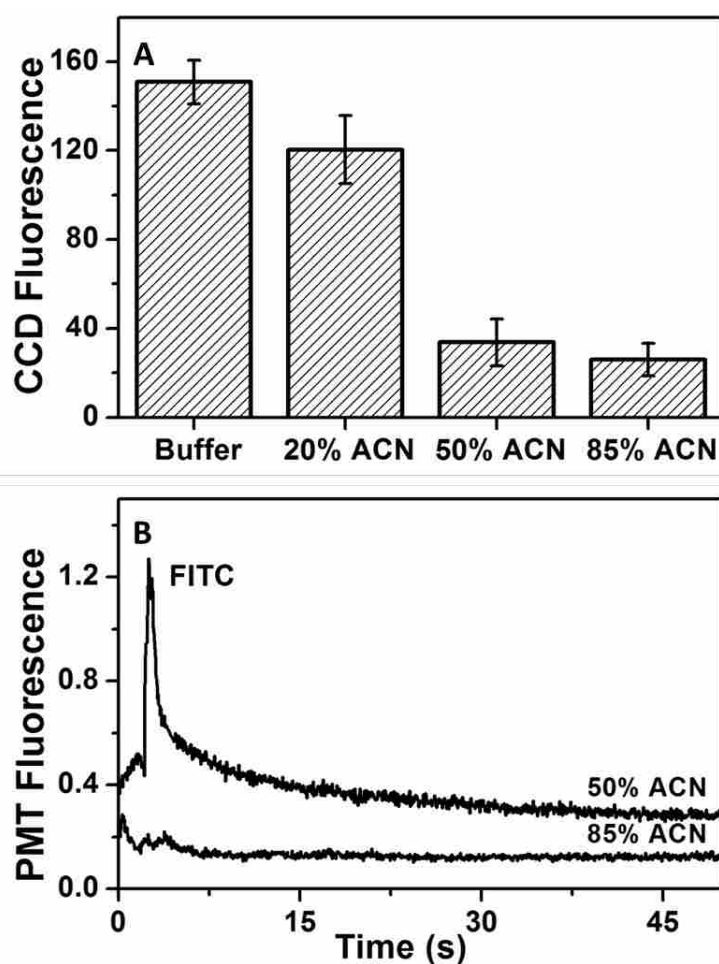 A
CCD Fluorescence
160
120
80
40
0
Buffer 20% ACN 50% ACN 85% ACN
B
FITC
PMT Fluorescence
1.2
0.8
0.4
0.0
50% ACN
85% ACN
0 15 30 45
Time (s)